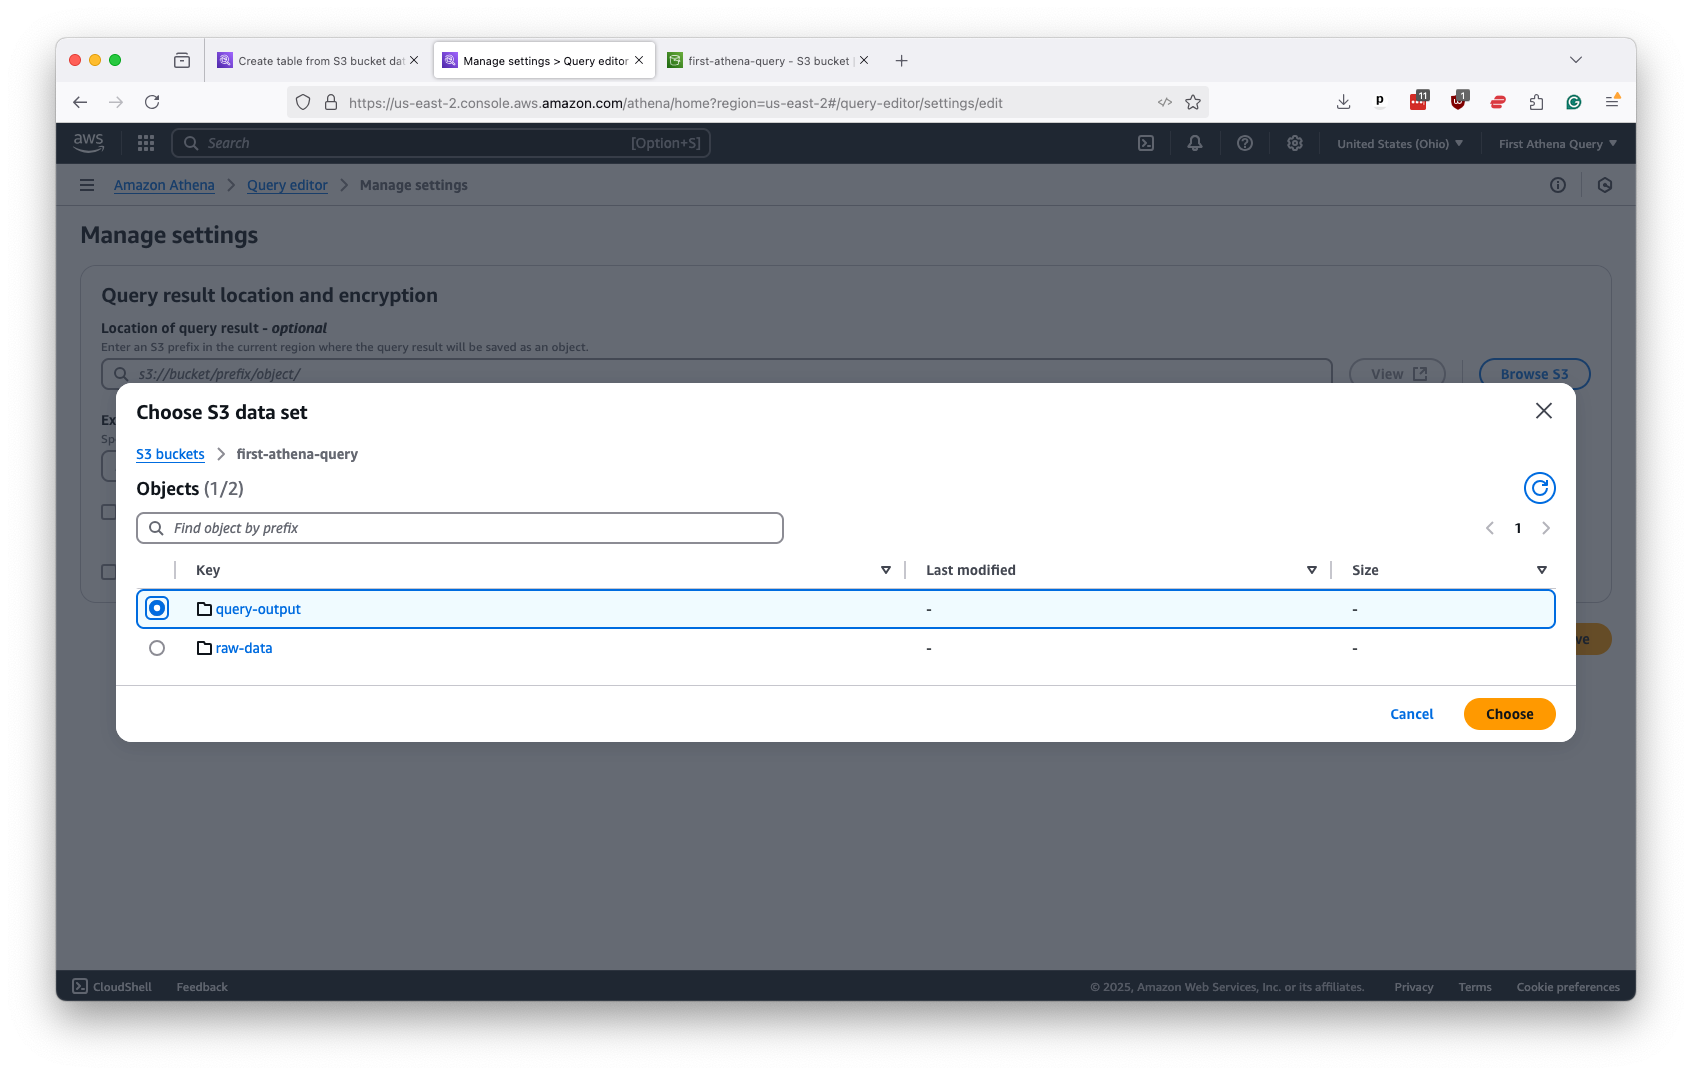 Create table from S3 bucket dat
Manage settings > Query editor
first-athena-query - S3 bucket
https://us-east-2.console.aws.amazon.com/athena/home?region=us-east-2#/query-editor/settings/edit
P
11
1
aws
Search
[Option+S]
United States (Ohio)
First Athena Query
Amazon Athena
Query editor
Manage settings
Manage settings
Query result location and encryption
Location of query result - optional
Enter an S3 prefix in the current region where the query result will be saved as an object.
s3://bucket/prefix/object/
View
Browse S3
Ex
Sp
Choose S3 data set
S3 buckets
first-athena-query
Objects (1/2)
Find object by prefix
1
Key
Last modified
Size
query-output
-
-
raw-data
-
-
ve
Cancel
Choose
CloudShell
Feedback
© 2025, Amazon Web Services, Inc. or its affiliates.
Privacy
Terms
Cookie preferences